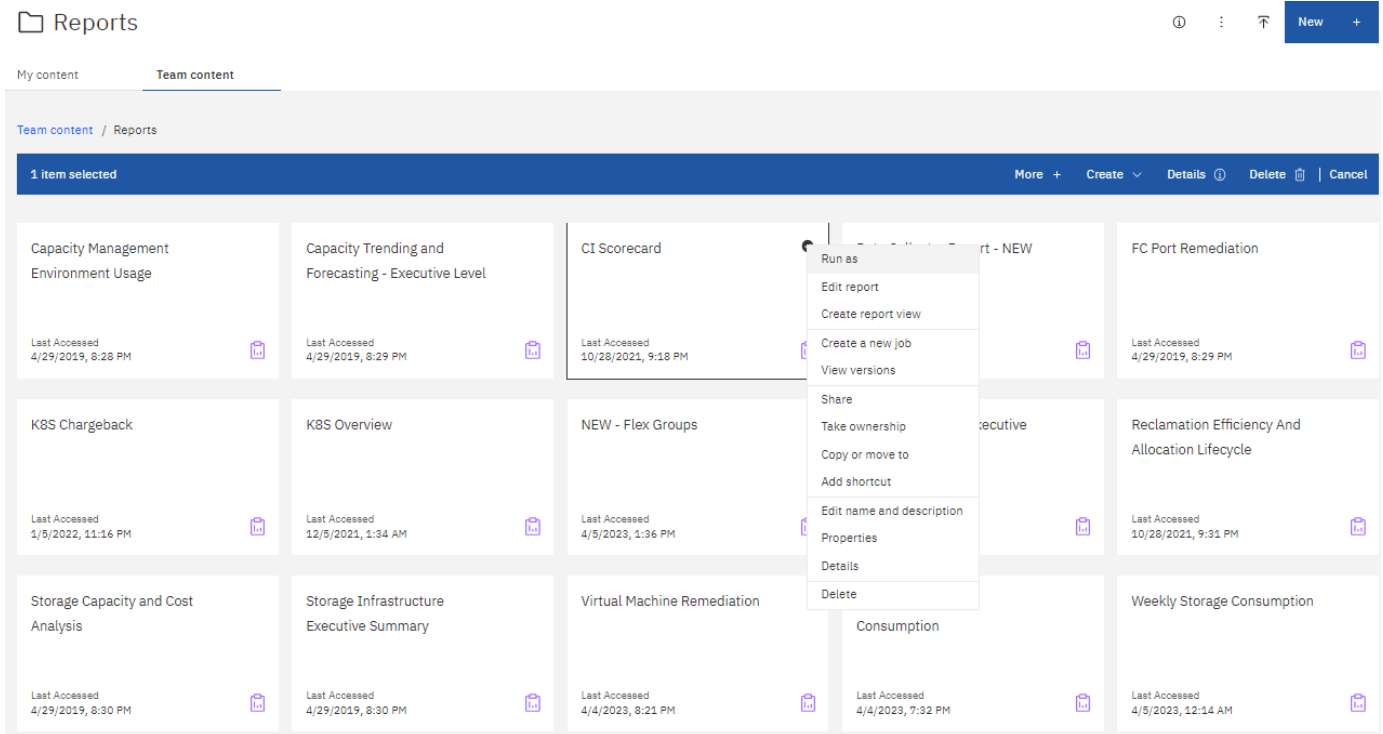 Reports
New +
My content
Team content
Team content / Reports
1 item selected
More +
Create
Details
Delete
Cancel
Capacity Management
Environment Usage
Last Accessed
4/29/2019, 8:28 PM
Capacity Trending and
Forecasting - Executive Level
Last Accessed
4/29/2019, 8:29 PM
CI Scorecard
Last Accessed
10/28/2021, 9:18 PM
rt - NEW
FC Port Remediation
Last Accessed
4/29/2019, 8:29 PM
Run as
Edit report
Create report view
Create a new job
View versions
Share
Take ownership
Copy or move to
Add shortcut
Edit name and description
Properties
Details
Delete
K8S Chargeback
Last Accessed
1/5/2022, 11:16 PM
K8S Overview
Last Accessed
12/5/2021, 1:34 AM
NEW - Flex Groups
Last Accessed
4/5/2023, 1:36 PM
ecutive
Reclamation Efficiency And
Allocation Lifecycle
Last Accessed
10/28/2021, 9:31 PM
Storage Capacity and Cost
Analysis
Last Accessed
4/29/2019, 8:30 PM
Storage Infrastructure
Executive Summary
Last Accessed
4/29/2019, 8:30 PM
Virtual Machine Remediation
Last Accessed
4/4/2023, 8:21 PM
Consumption
Last Accessed
4/4/2023, 7:32 PM
Weekly Storage Consumption
Last Accessed
4/5/2023, 12:14 AM